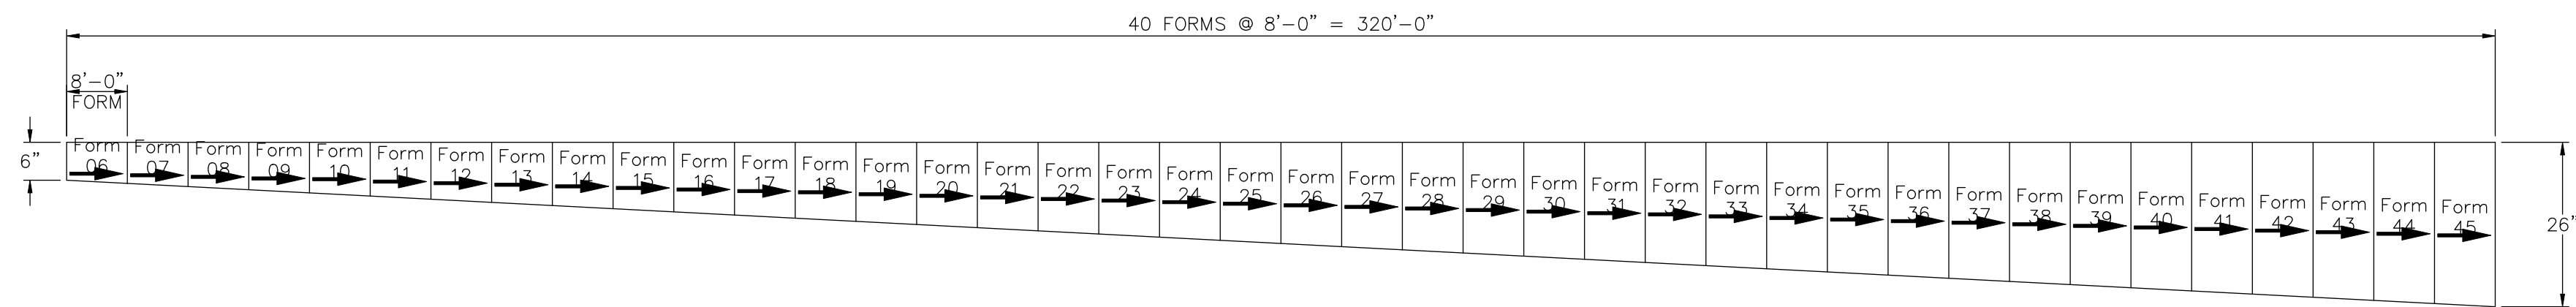 40 FORMS @ 8'-0" = 320'-0"
8'-0"
FORM
6"
Form
06
Form
07
Form
08
Form
09
Form
10
Form
11
Form
12
Form
13
Form
14
Form
15
Form
16
Form
17
Form
18
Form
19
Form
20
Form
21
Form
22
Form
23
Form
24
Form
25
Form
26
Form
27
Form
28
Form
29
Form
30
Form
31
Form
32
Form
33
Form
34
Form
35
Form
36
Form
37
Form
38
Form
39
Form
40
Form
41
Form
42
Form
43
Form
44
Form
45
26"